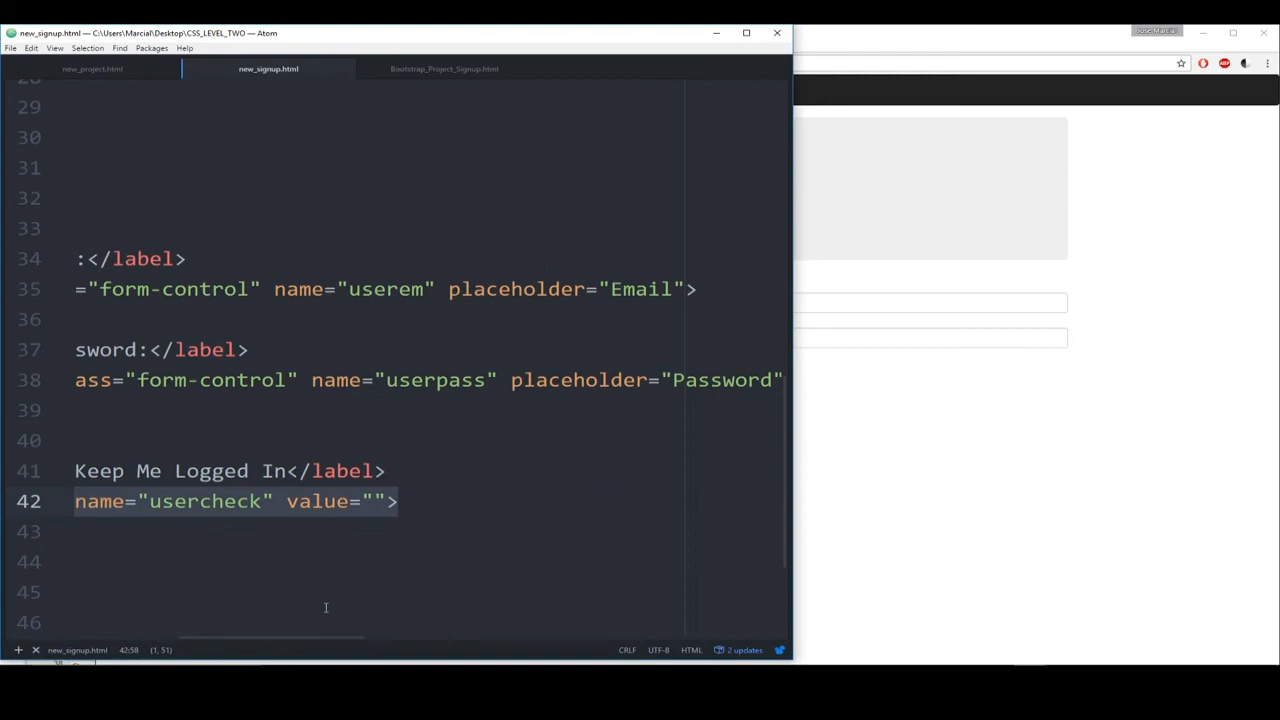 new_signup.html — C:\Users\Marcial\Desktop\CSS_LEVEL_TWO — Atom
Jose Marcial
File Edit View Selection Find Packages Help
new_project.html new_signup.html Bootstrap_Project_Signup.html
ABP
29
30
31
32
33
34 :</label>
35 ="form-control" name="userem" placeholder="Email">
36
37 sword:</label>
38 ass="form-control" name="userpass" placeholder="Password"
39
40
41 Keep Me Logged In</label>
42 name="usercheck" value="">
43
44
45
46
+ × new_signup.html 42:58 (1, 51) CRLF UTF-8 HTML 2 updates